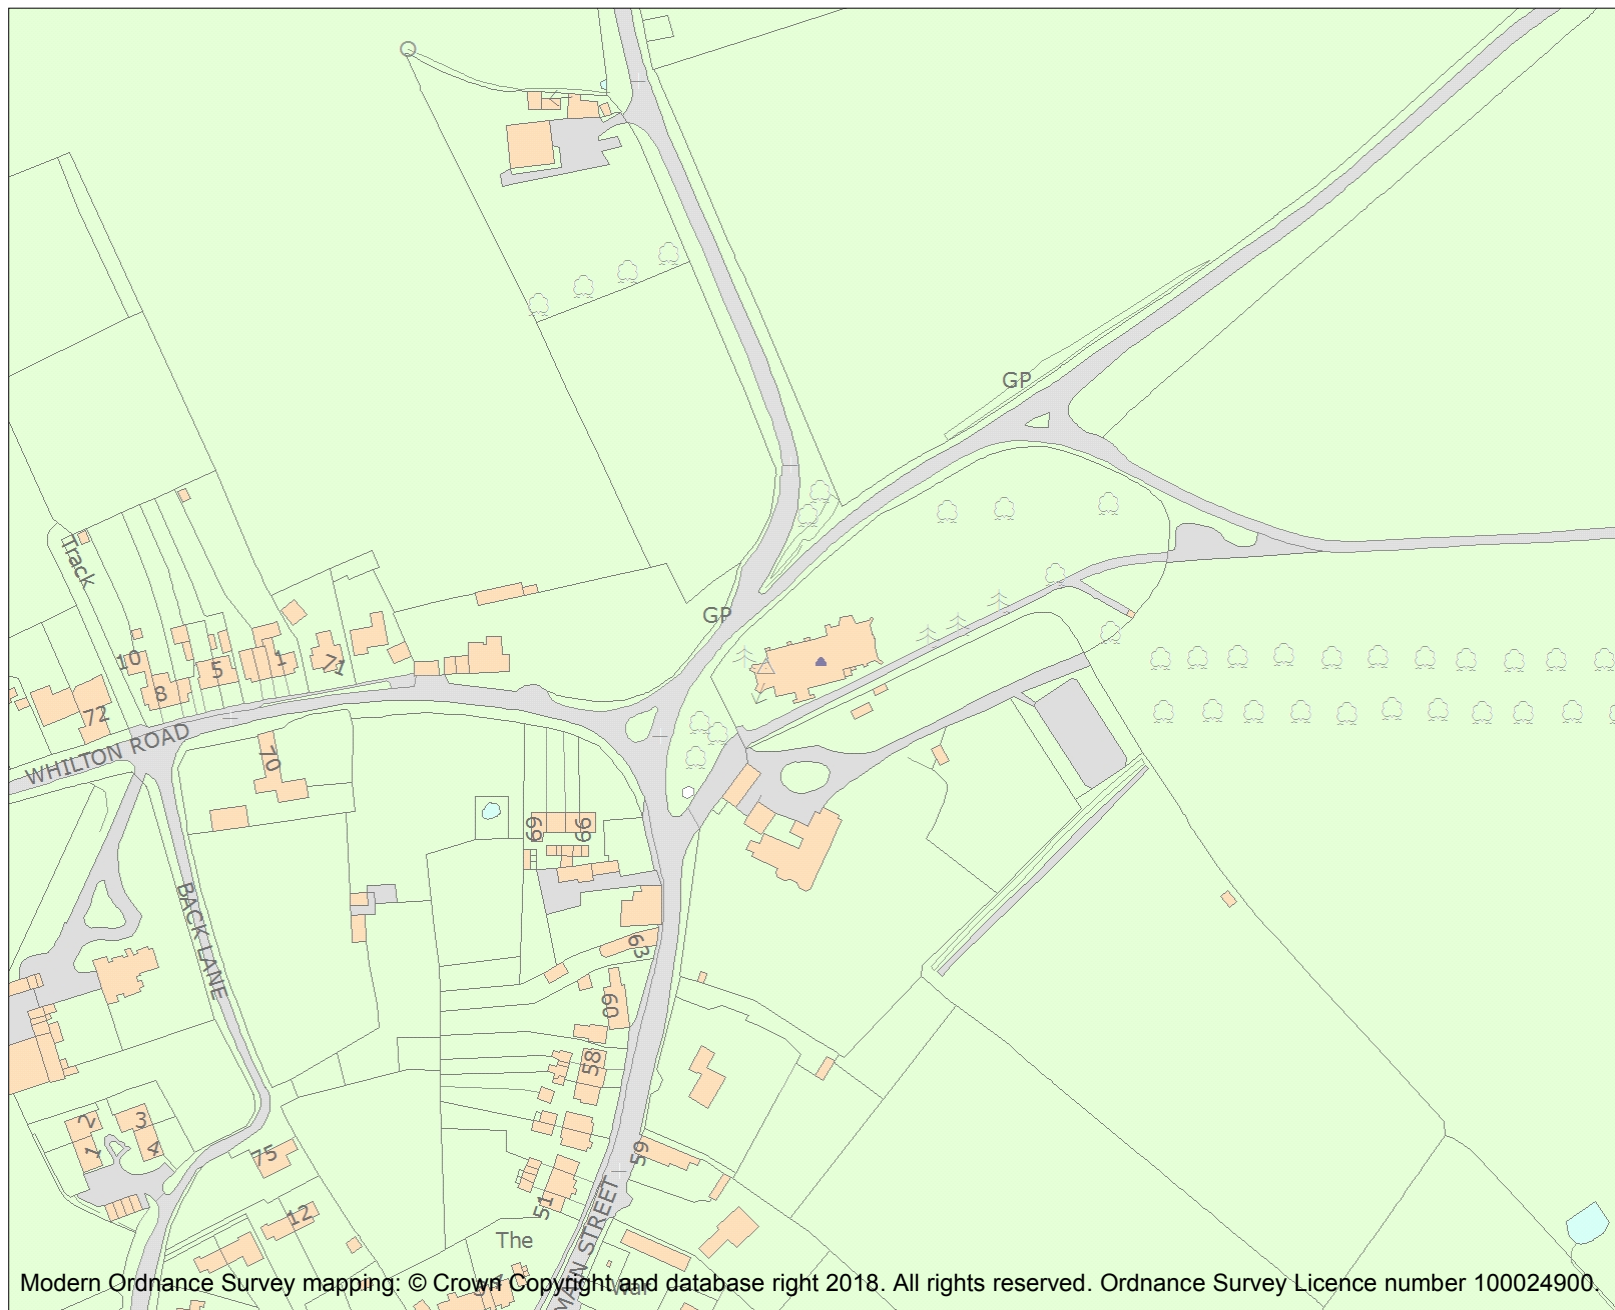 GP
GP
Track
10
8
5
1
71
72
WHILTON ROAD
70
69
66
BACK LANE
63
60
58
2
3
1
4
75
59
51
12
The
MAIN STREET
War
Modern Ordnance Survey mapping: © Crown Copyright and database right 2018. All rights reserved. Ordnance Survey Licence number 100024900.